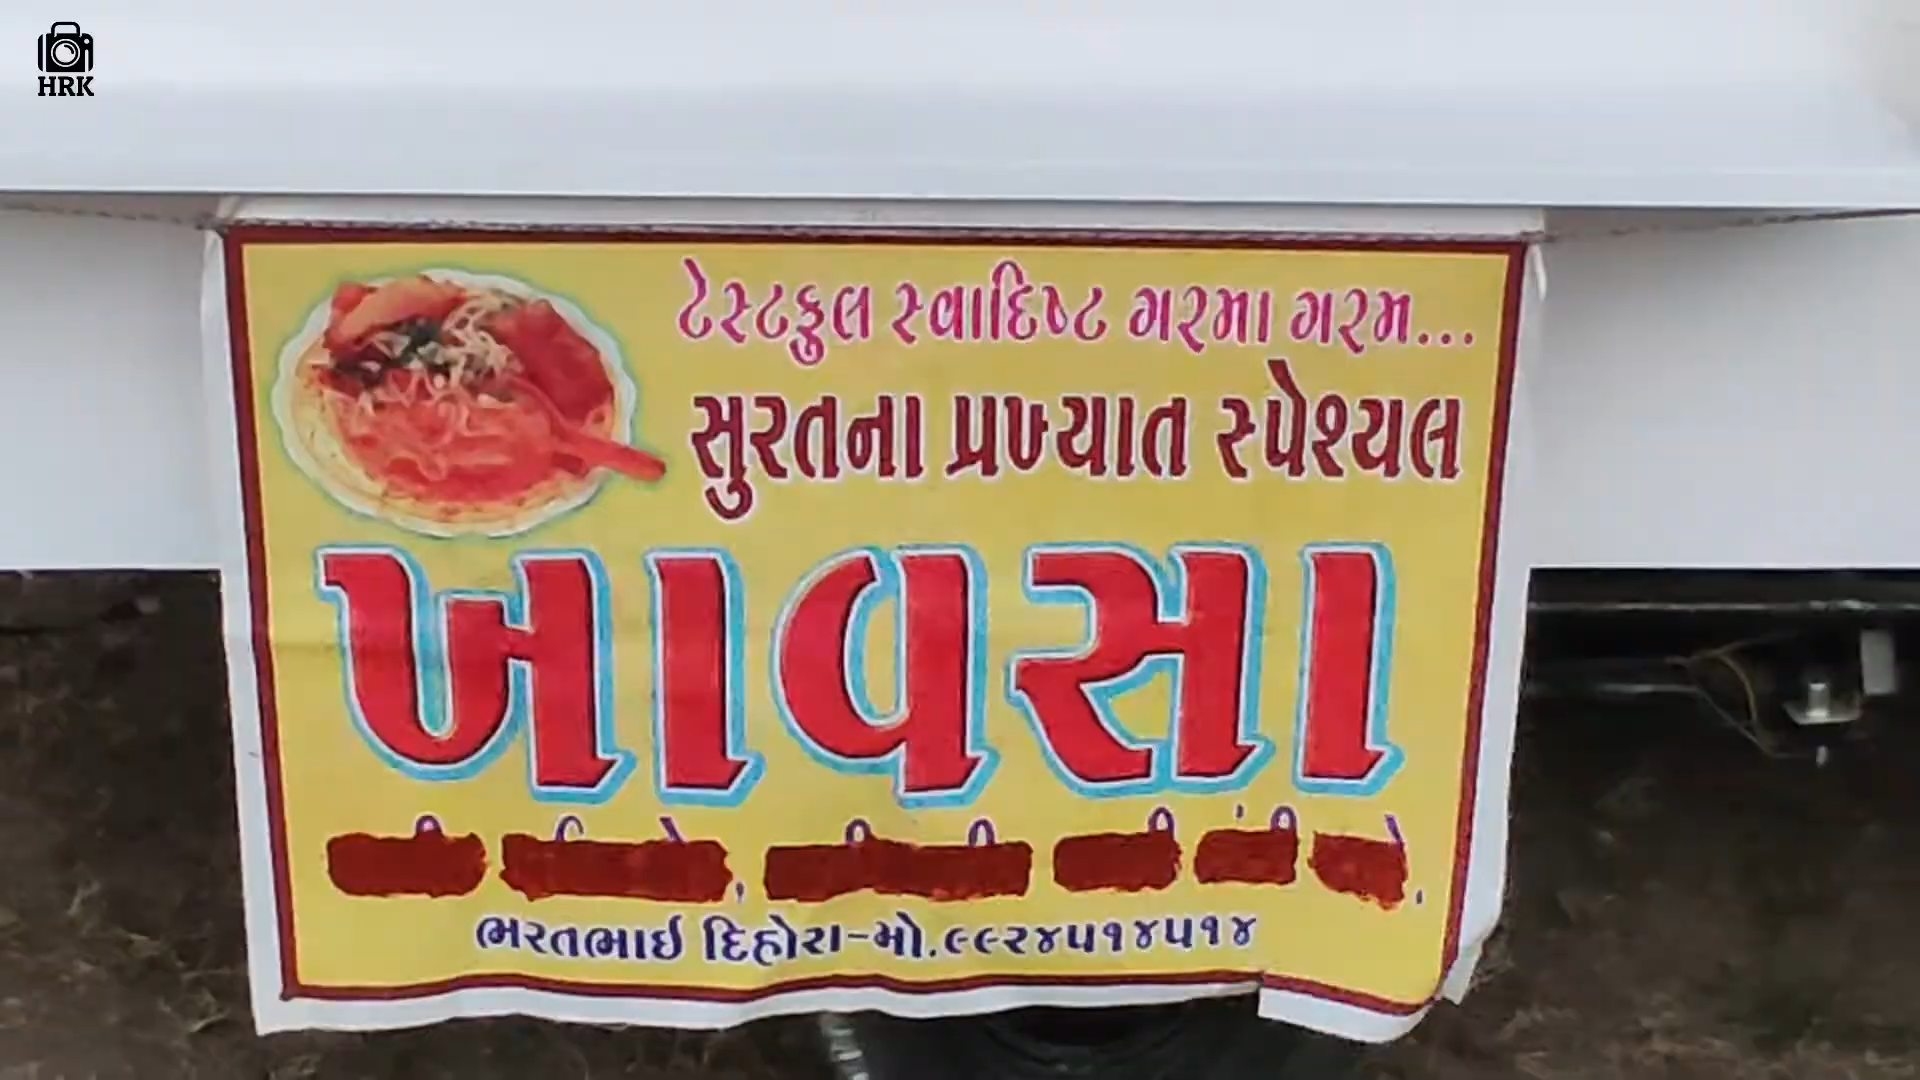 HRK
ટેસ્ટફુલ સ્વાદિષ્ટ ગરમા ગરમ...
સુરતના પ્રખ્યાત સ્પેશ્યલ
ખાવસા
ભરતભાઈ દિહોરા-મો.૯૯૨૪૫૧૪૫૧૪